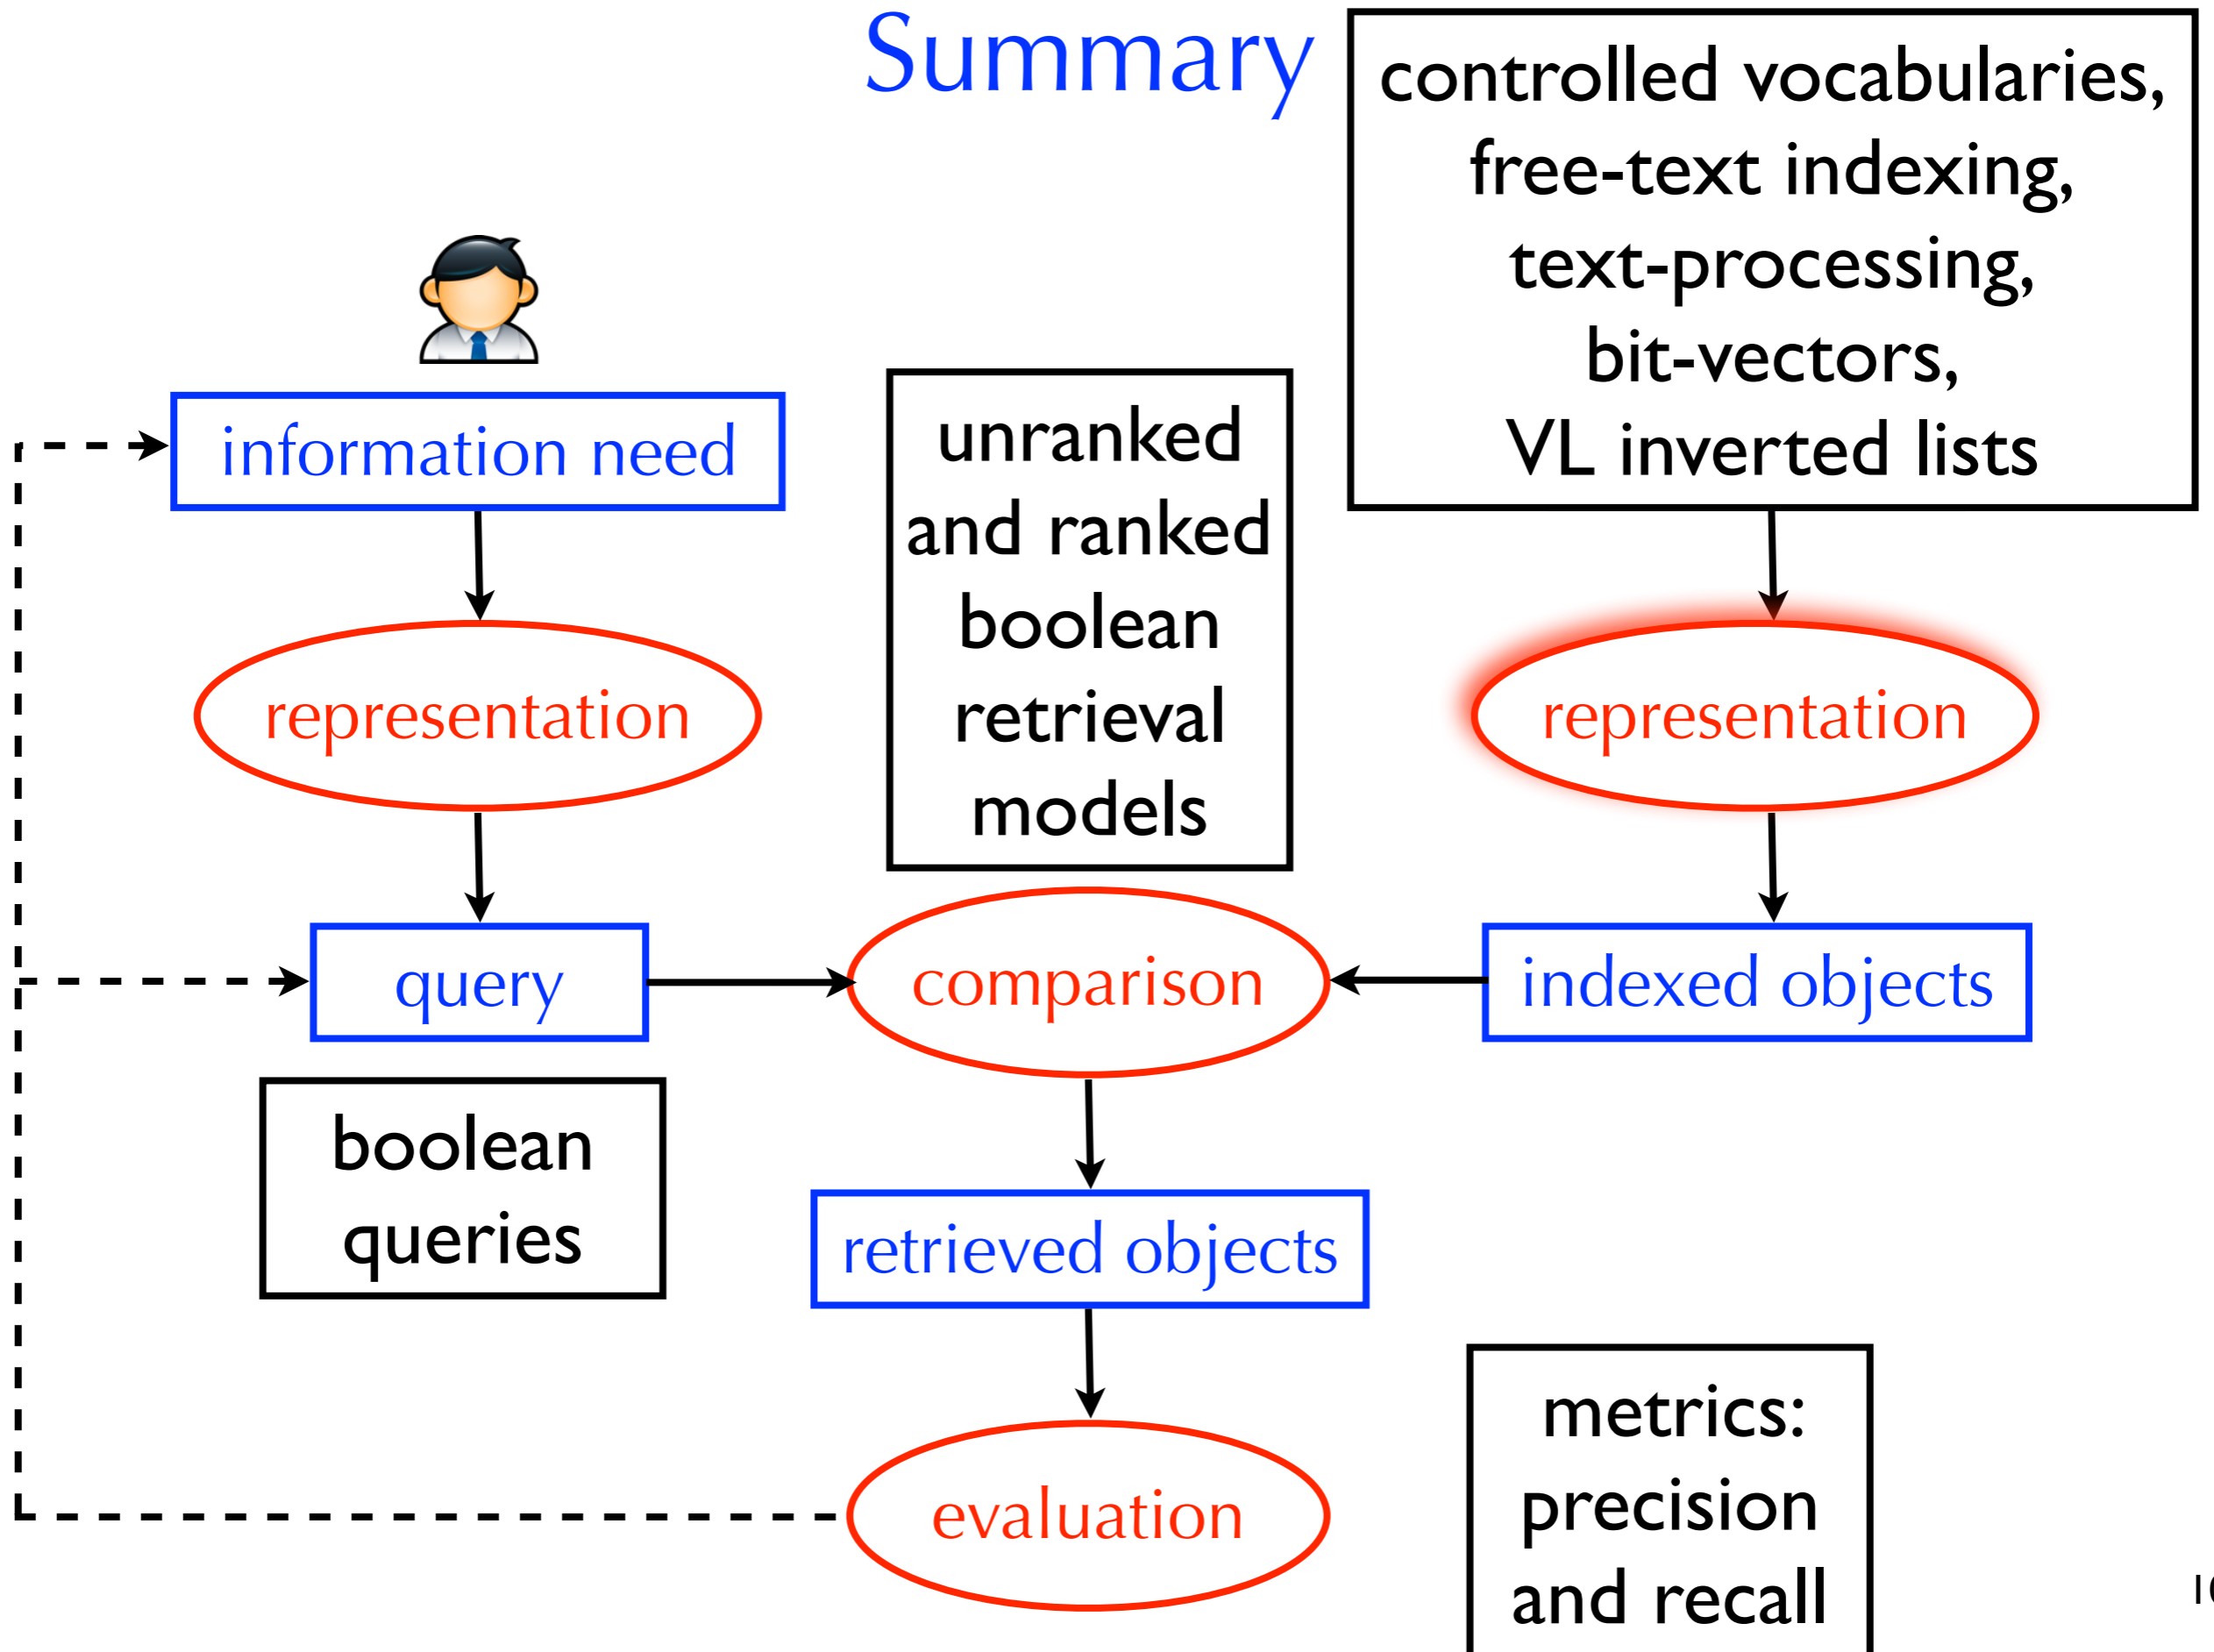 Summary
controlled vocabularies,
free-text indexing,
text-processing,
bit-vectors,
VL inverted lists
information need
unranked
and ranked
boolean
retrieval
models
representation
representation
query
comparison
indexed objects
boolean
queries
retrieved objects
metrics:
precision
and recall
evaluation